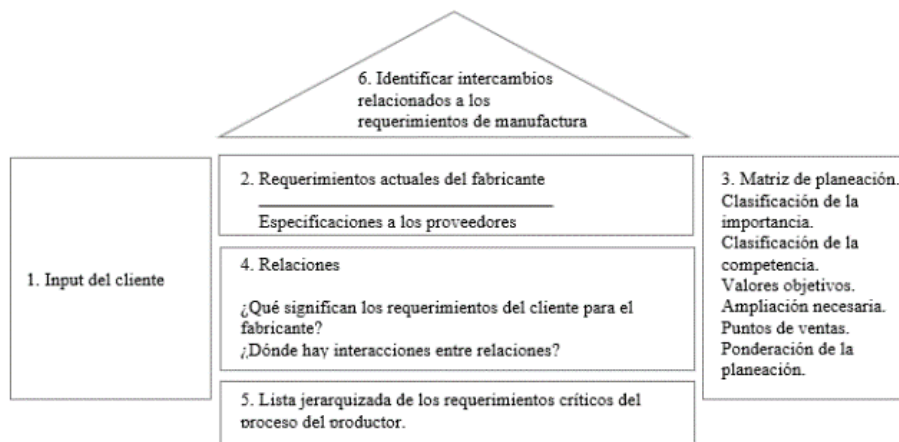 6. Identificar intercambios
relacionados a los
requerimientos de manufactura
1. Input del cliente
2. Requerimientos actuales del fabricante
Especificaciones a los proveedores
4. Relaciones
¿Qué significan los requerimientos del cliente para el
fabricante?
¿Dónde hay interacciones entre relaciones?
5. Lista jerarquizada de los requerimientos críticos del
proceso del productor.
3. Matriz de planeación.
Clasificación de la
importancia.
Clasificación de la
competencia.
Valores objetivos.
Ampliación necesaria.
Puntos de ventas.
Ponderación de la
planeación.